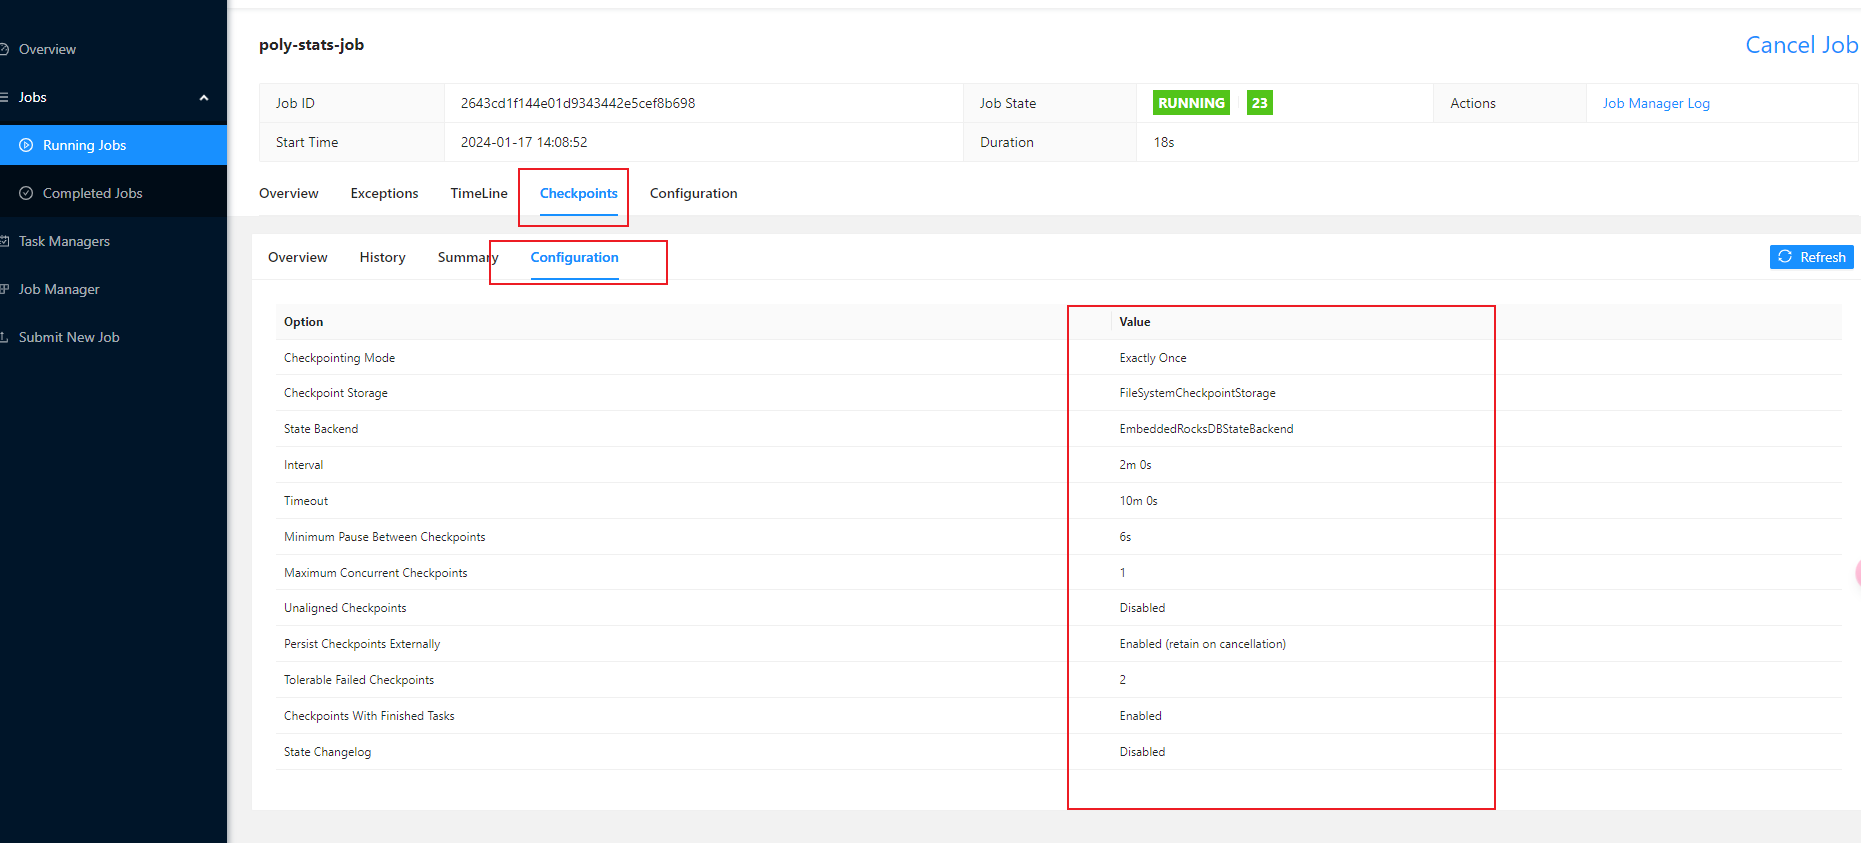 Overview
Jobs
Running Jobs
Completed Jobs
Task Managers
Job Manager
Submit New Job
poly-stats-job
Cancel Job
Job ID 2643cd1f144e01d9343442e5cef8b698 Job State RUNNING 23 Actions Job Manager Log
Start Time 2024-01-17 14:08:52 Duration 18s
Overview Exceptions TimeLine Checkpoints Configuration
Overview History Summary Configuration Refresh
Option Value
Checkpointing Mode Exactly Once
Checkpoint Storage FileSystemCheckpointStorage
State Backend EmbeddedRocksDBStateBackend
Interval 2m 0s
Timeout 10m 0s
Minimum Pause Between Checkpoints 6s
Maximum Concurrent Checkpoints 1
Unaligned Checkpoints Disabled
Persist Checkpoints Externally Enabled (retain on cancellation)
Tolerable Failed Checkpoints 2
Checkpoints With Finished Tasks Enabled
State Changelog Disabled